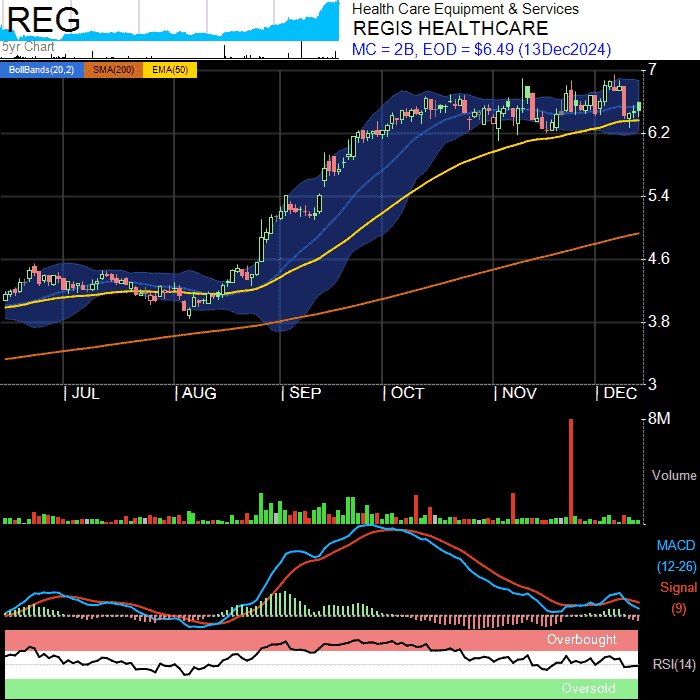 REG
5yr Chart
Health Care Equipment & Services
REGIS HEALTHCARE
MC = 2B, EOD = $6.49 (13Dec2024)
BollBands(20,2) SMA(200) EMA(50)
7
6.2
5.4
4.6
3.8
3
JUL AUG SEP OCT NOV DEC
8M
Volume
MACD
(12-26)
Signal
(9)
Overbought
RSI(14)
Oversold